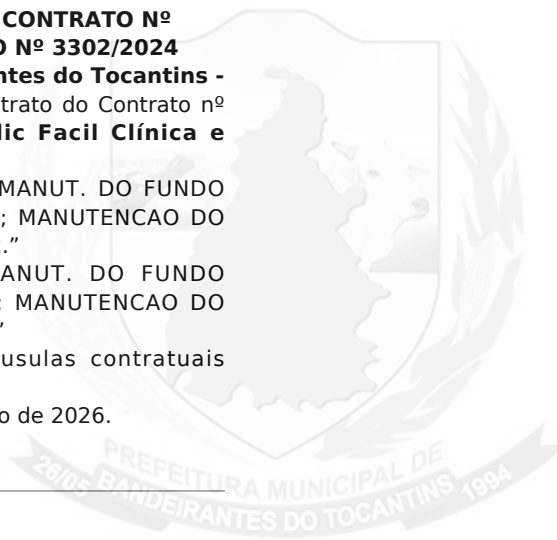 CONTRATO Nº
O Nº 3302/2024
ntes do Tocantins -
trato do Contrato nº
lic Facil Clínica e
MANUT. DO FUNDO
; MANUTENCAO DO
."
ANUT. DO FUNDO
; MANUTENCAO DO
"
usulas contratuais
o de 2026.
PREFEITURA MUNICIPAL DE
26/05 BANDEIRANTES DO TOCANTINS 1994